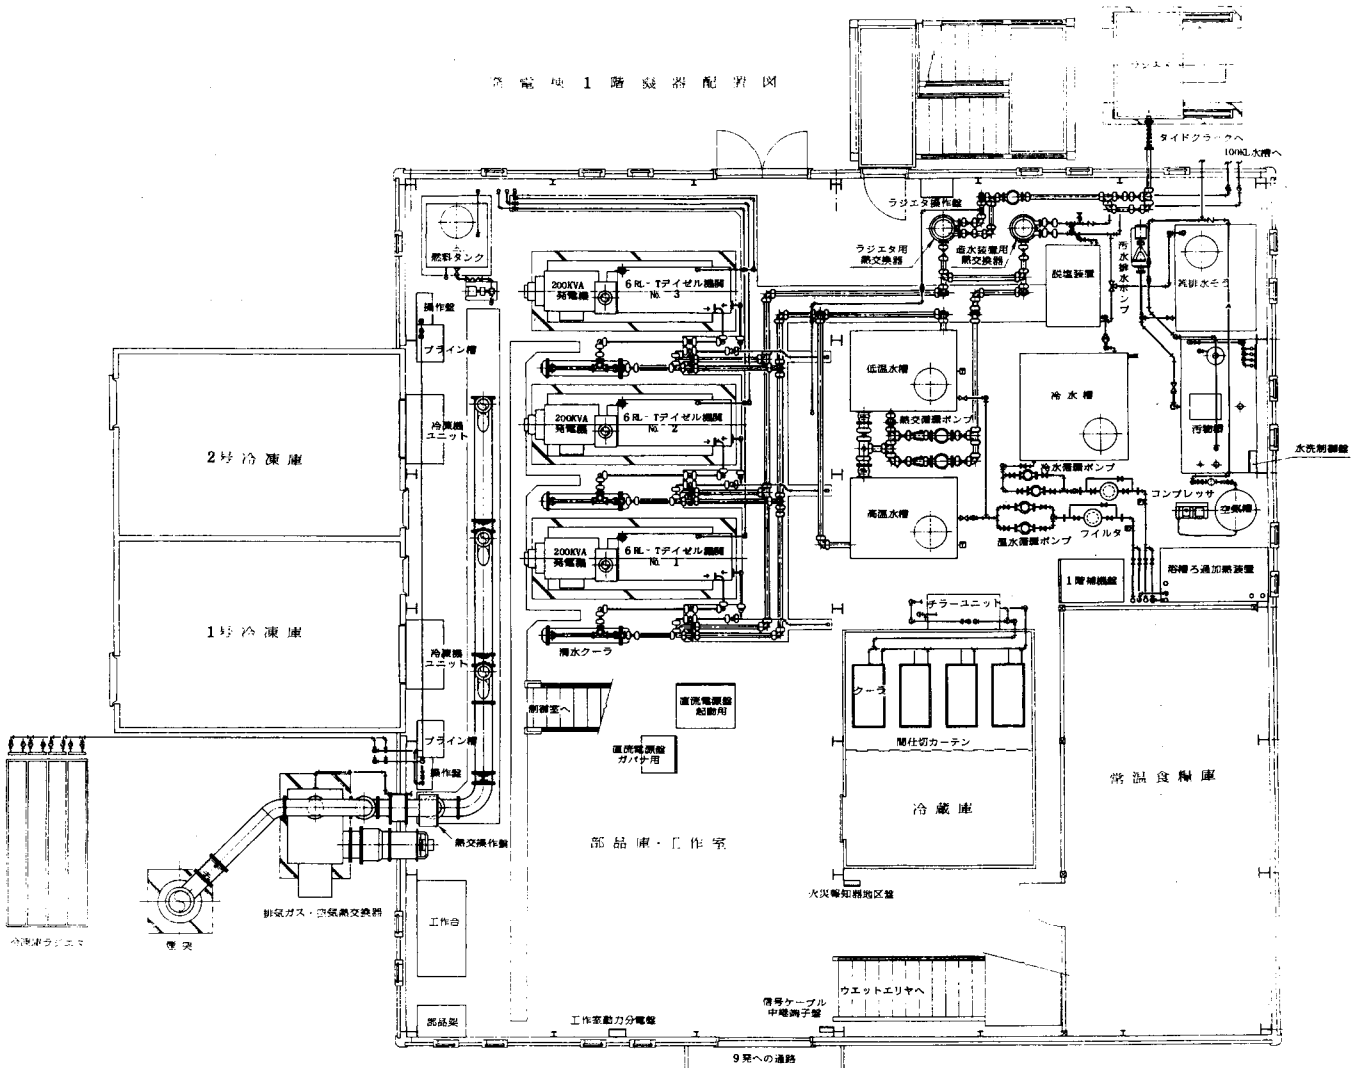 発電棟1階機器配置図
タイドクラックへ
100KL水槽へ
ラジエタ操作盤
燃料タンク
ラジエタ用
熱交換器
造水装置用
熱交換器
脱塩装置
汚水排水ポンプ
雑排水そう
操作盤
ブライン槽
200KVA
発電機
6RL-Tディゼル機関
No. 3
低温水槽
冷水槽
汚物槽
水洗制御盤
熱交循環ポンプ
冷凍機
ユニット
200KVA
発電機
6RL-Tディゼル機関
No. 2
2号冷凍庫
冷水循環ポンプ
コンプレッサ
空気槽
高温水槽
温水循環ポンプ
フイルタ
200KVA
発電機
6RL-Tディゼル機関
No. 1
1階補機盤
浴槽ろ過加熱装置
チラーユニット
1号冷凍庫
冷凍機
ユニット
清水クーラ
クーラ
制御室へ
直流電源盤
起動用
直流電源盤
ガバナ用
間仕切カーテン
ブライン槽
操作盤
常温食糧庫
冷蔵庫
熱交操作盤
部品庫・工作室
火災報知器地区盤
排気ガス・空気熱交換器
工作台
冷凍庫ラジエタ
煙突
ウエットエリヤへ
信号ケーブル
中継端子盤
部品架
工作室動力分電盤
9発への通路